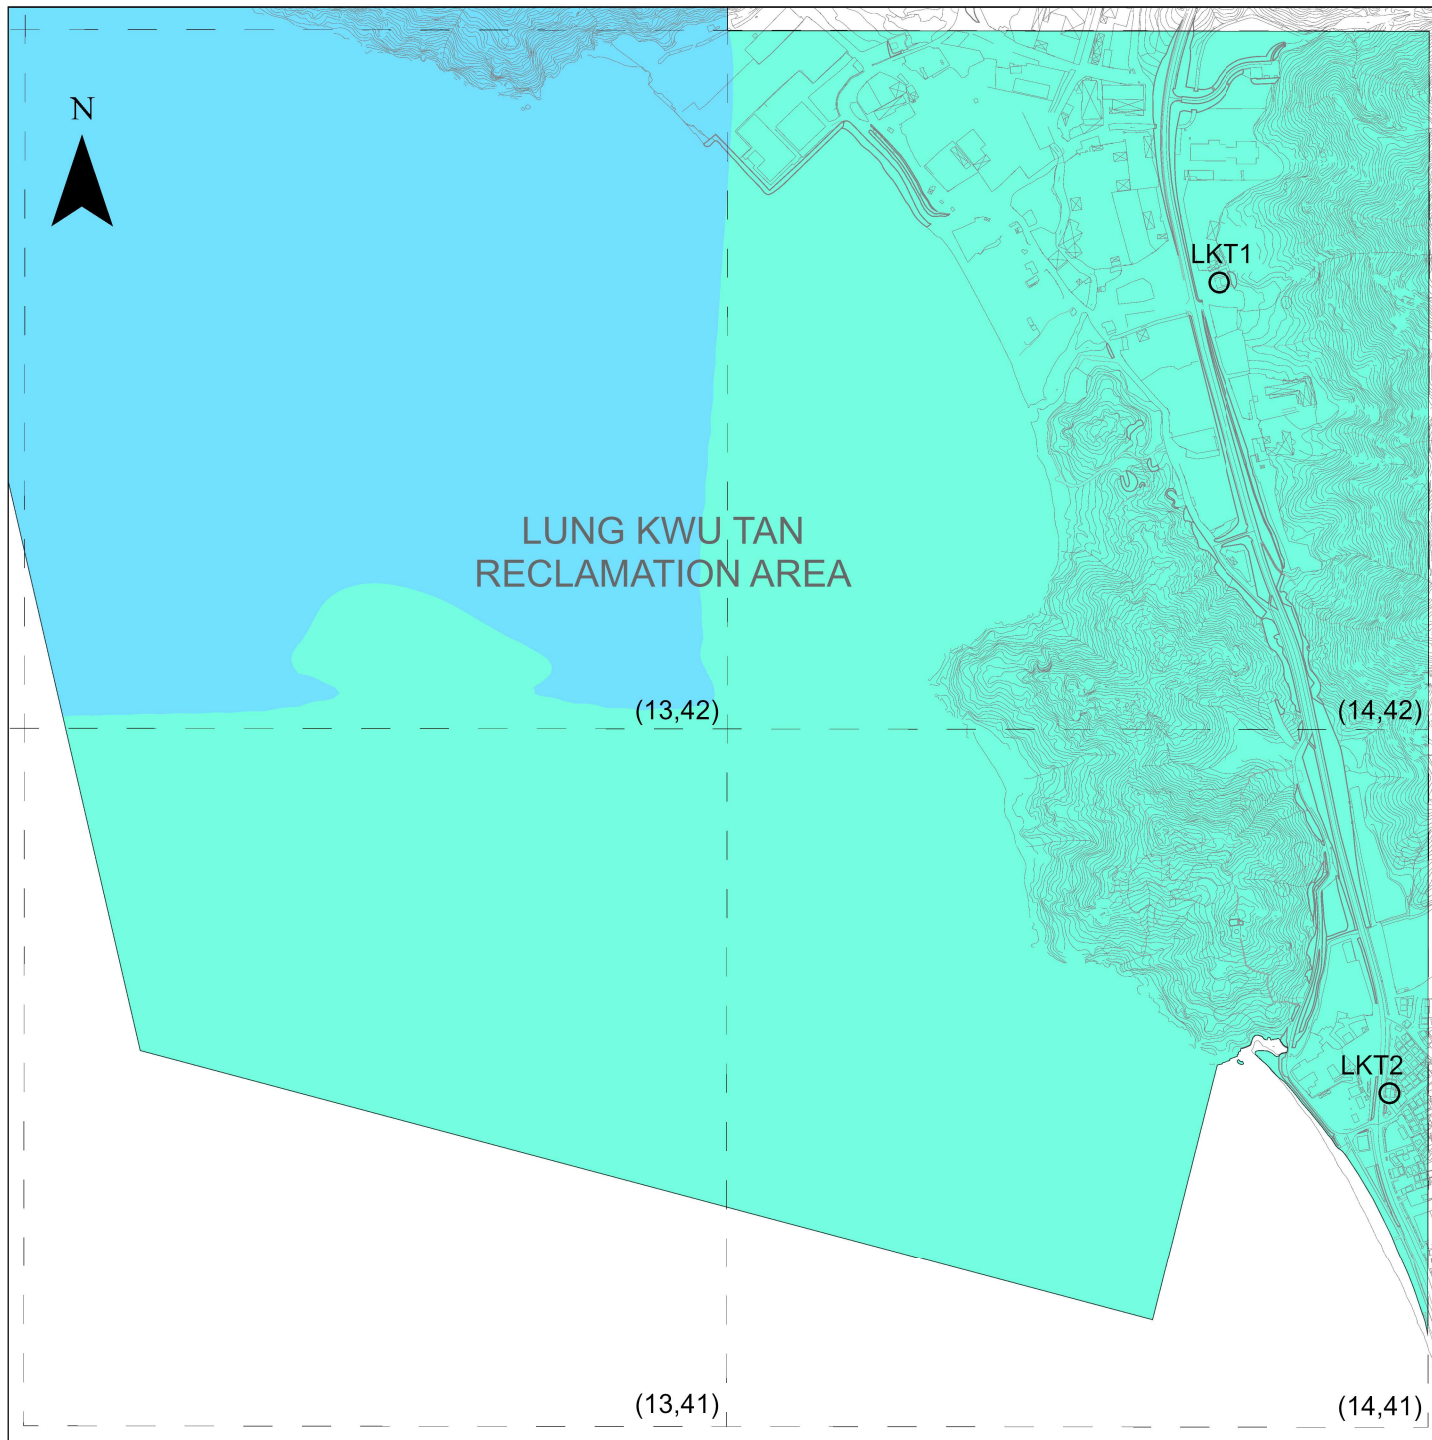 N
LKT1
LUNG KWU TAN
RECLAMATION AREA
(13,42)
(14,42)
LKT2
(13,41)
(14,41)